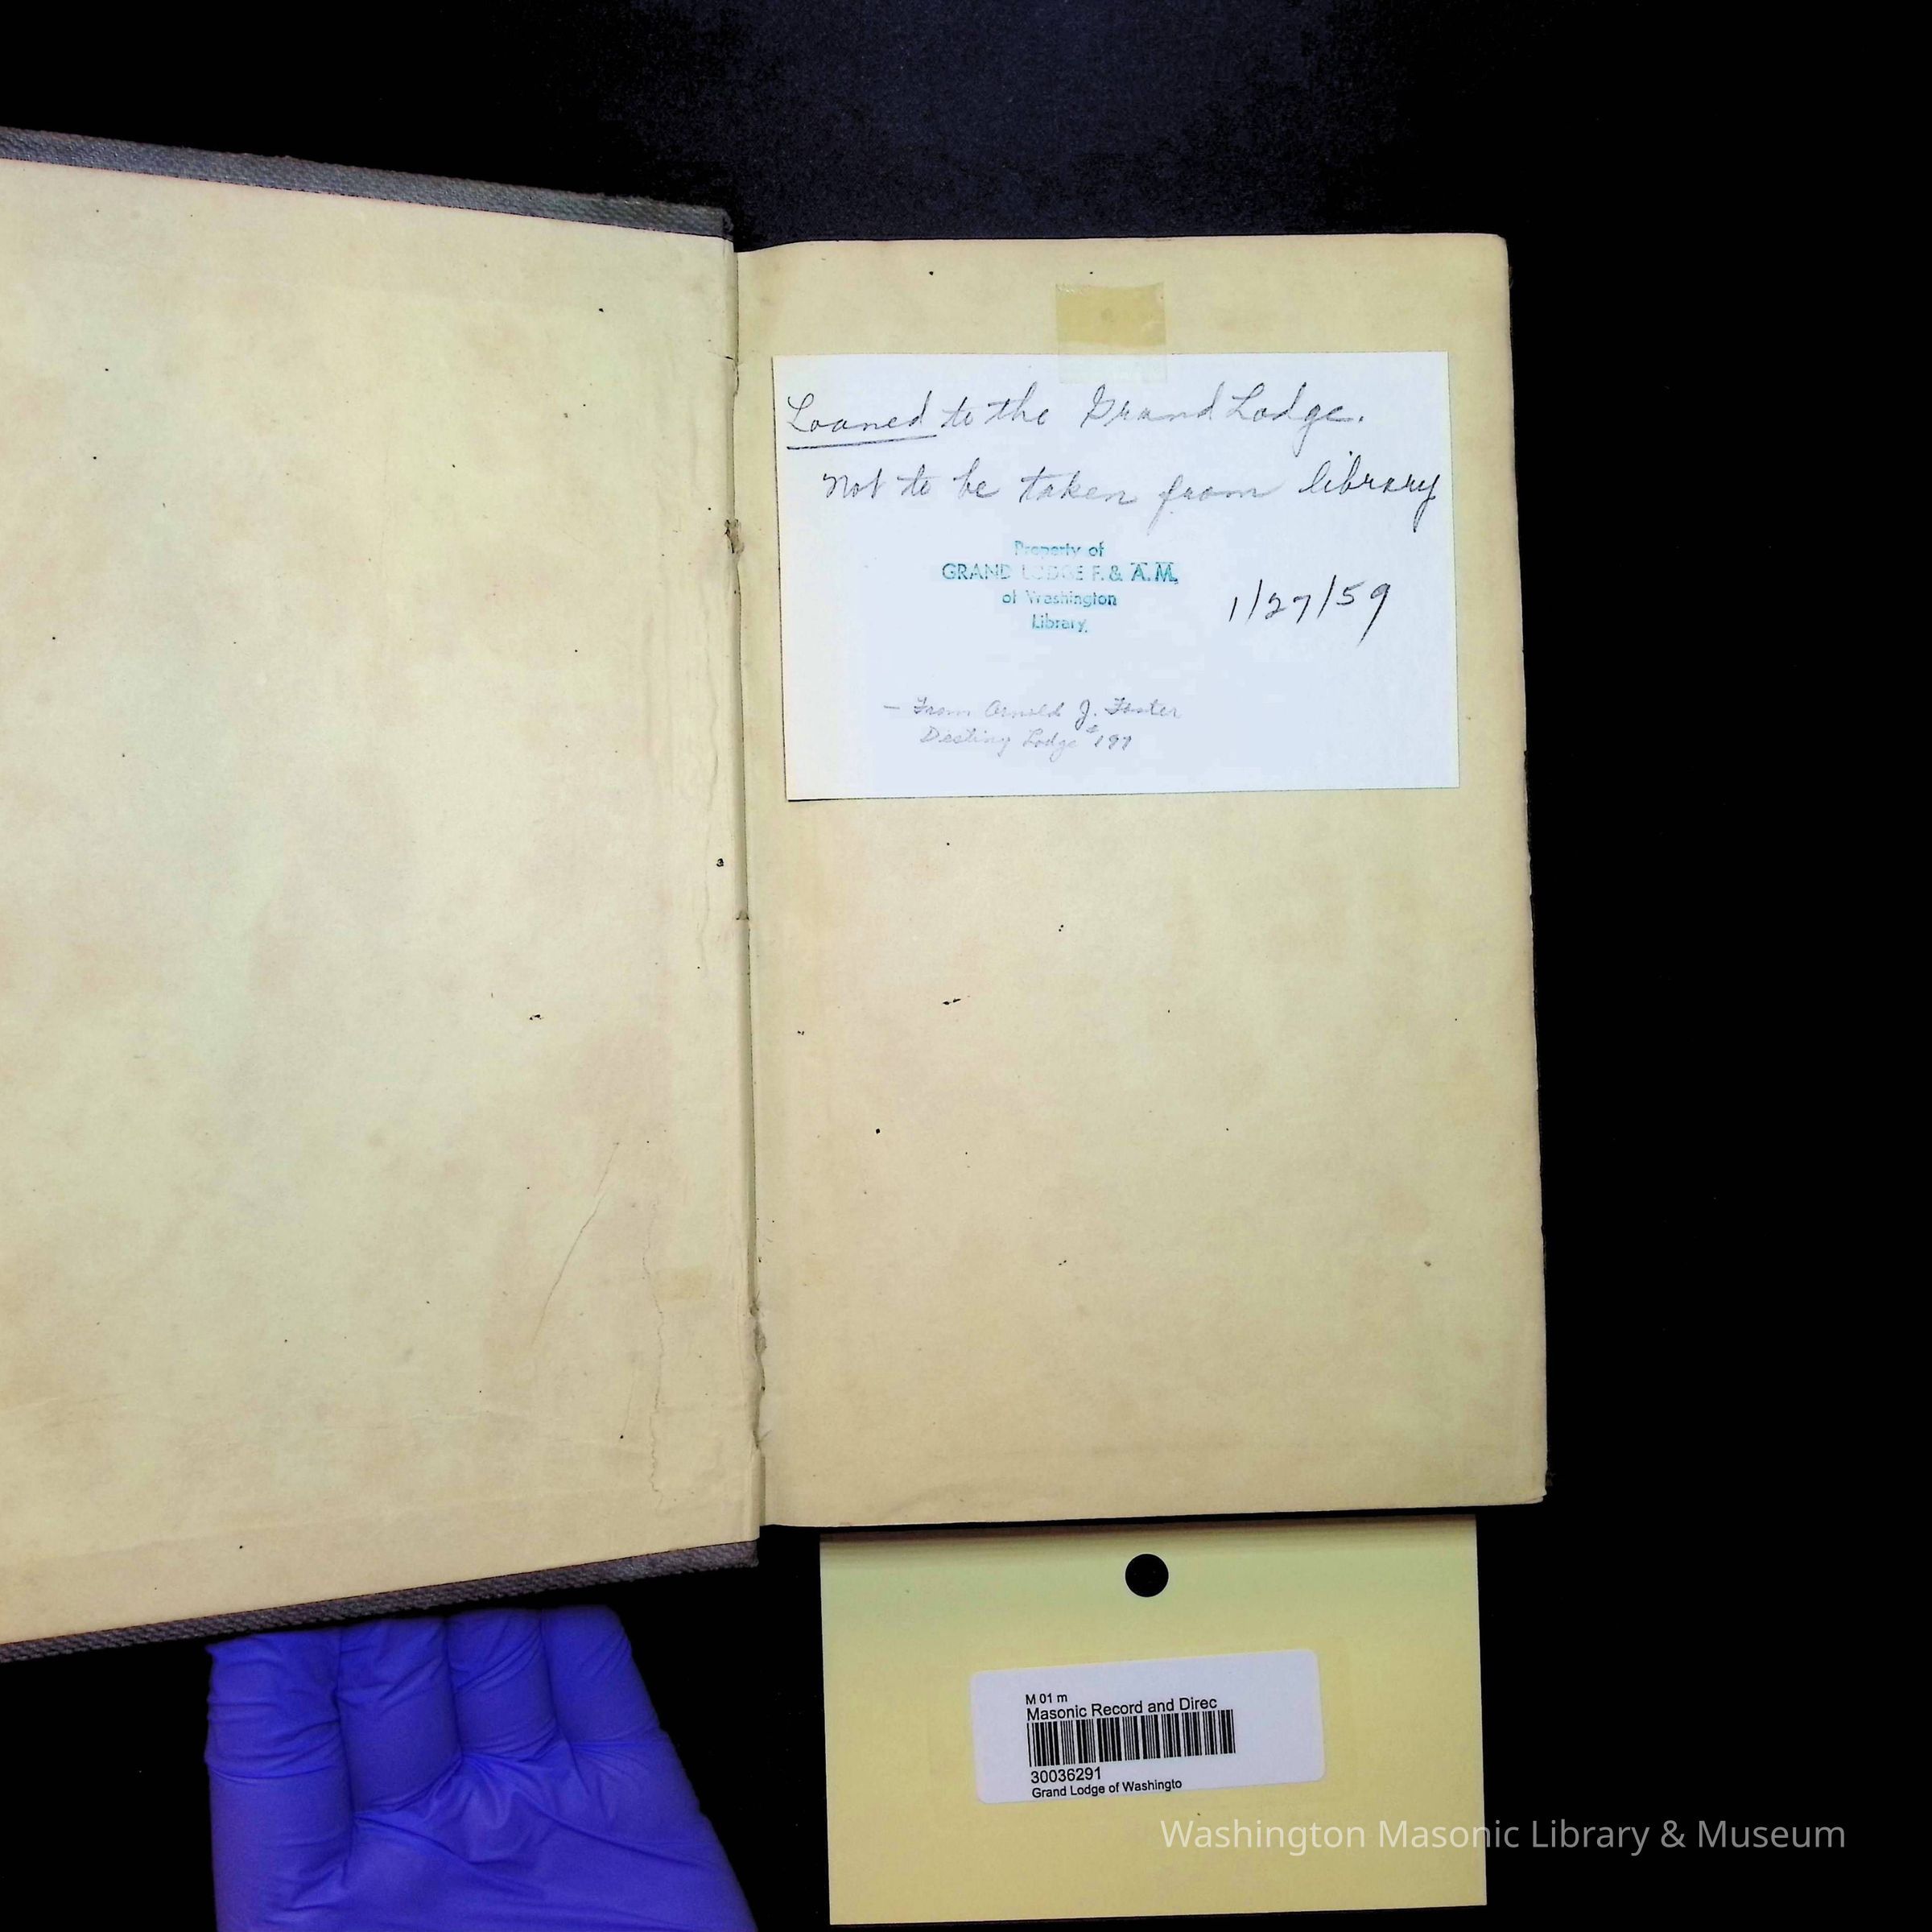 Loaned to the Grand Lodge.
not to be taken from library
Property of
GRAND LODGE F. & A. M.
of Washington
Library.
1/27/59
— From Arnold J. Foster
Destiny Lodge # 197
M 01 m
Masonic Record and Direc
30036291
Grand Lodge of Washingto
Washington Masonic Library & Museum